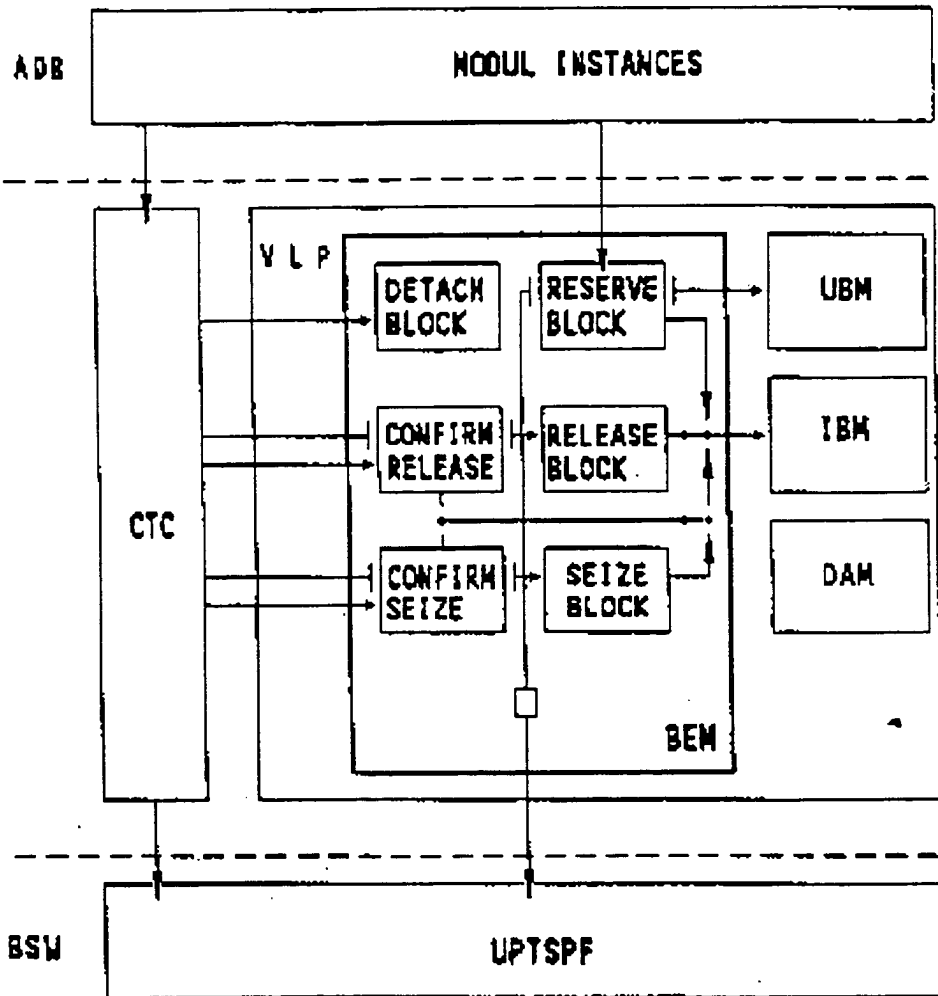 ADB
MODUL INSTANCES
VLP
DETACH
BLOCK
RESERVE
BLOCK
UBM
CONFIRM
RELEASE
RELEASE
BLOCK
IBM
CTC
CONFIRM
SEIZE
SEIZE
BLOCK
DAM
BEM
BSW
UPTSPF